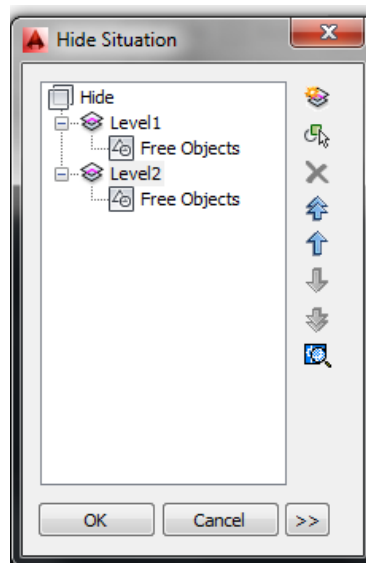 Hide Situation
Hide
Level1
Free Objects
Level2
Free Objects
OK
Cancel
>>